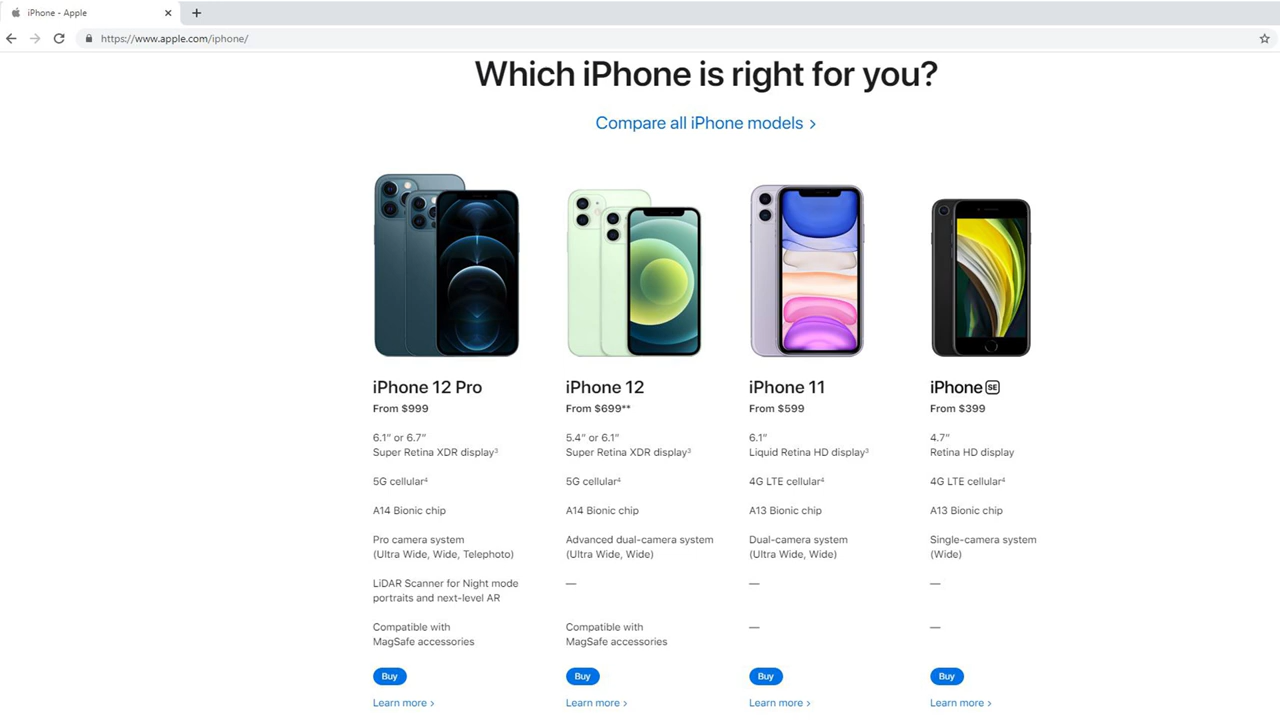 iPhone - Apple
https://www.apple.com/iphone/
Which iPhone is right for you?
Compare all iPhone models >
iPhone 12 Pro
From $999
6.1″ or 6.7″
Super Retina XDR display³
5G cellular⁴
A14 Bionic chip
Pro camera system
(Ultra Wide, Wide, Telephoto)
LiDAR Scanner for Night mode
portraits and next-level AR
Compatible with
MagSafe accessories
Buy
Learn more >
iPhone 12
From $699**
5.4″ or 6.1″
Super Retina XDR display³
5G cellular⁴
A14 Bionic chip
Advanced dual-camera system
(Ultra Wide, Wide)
—
Compatible with
MagSafe accessories
Buy
Learn more >
iPhone 11
From $599
6.1″
Liquid Retina HD display³
4G LTE cellular⁴
A13 Bionic chip
Dual-camera system
(Ultra Wide, Wide)
—
—
Buy
Learn more >
iPhone SE
From $399
4.7″
Retina HD display
4G LTE cellular⁴
A13 Bionic chip
Single-camera system
(Wide)
—
—
Buy
Learn more >